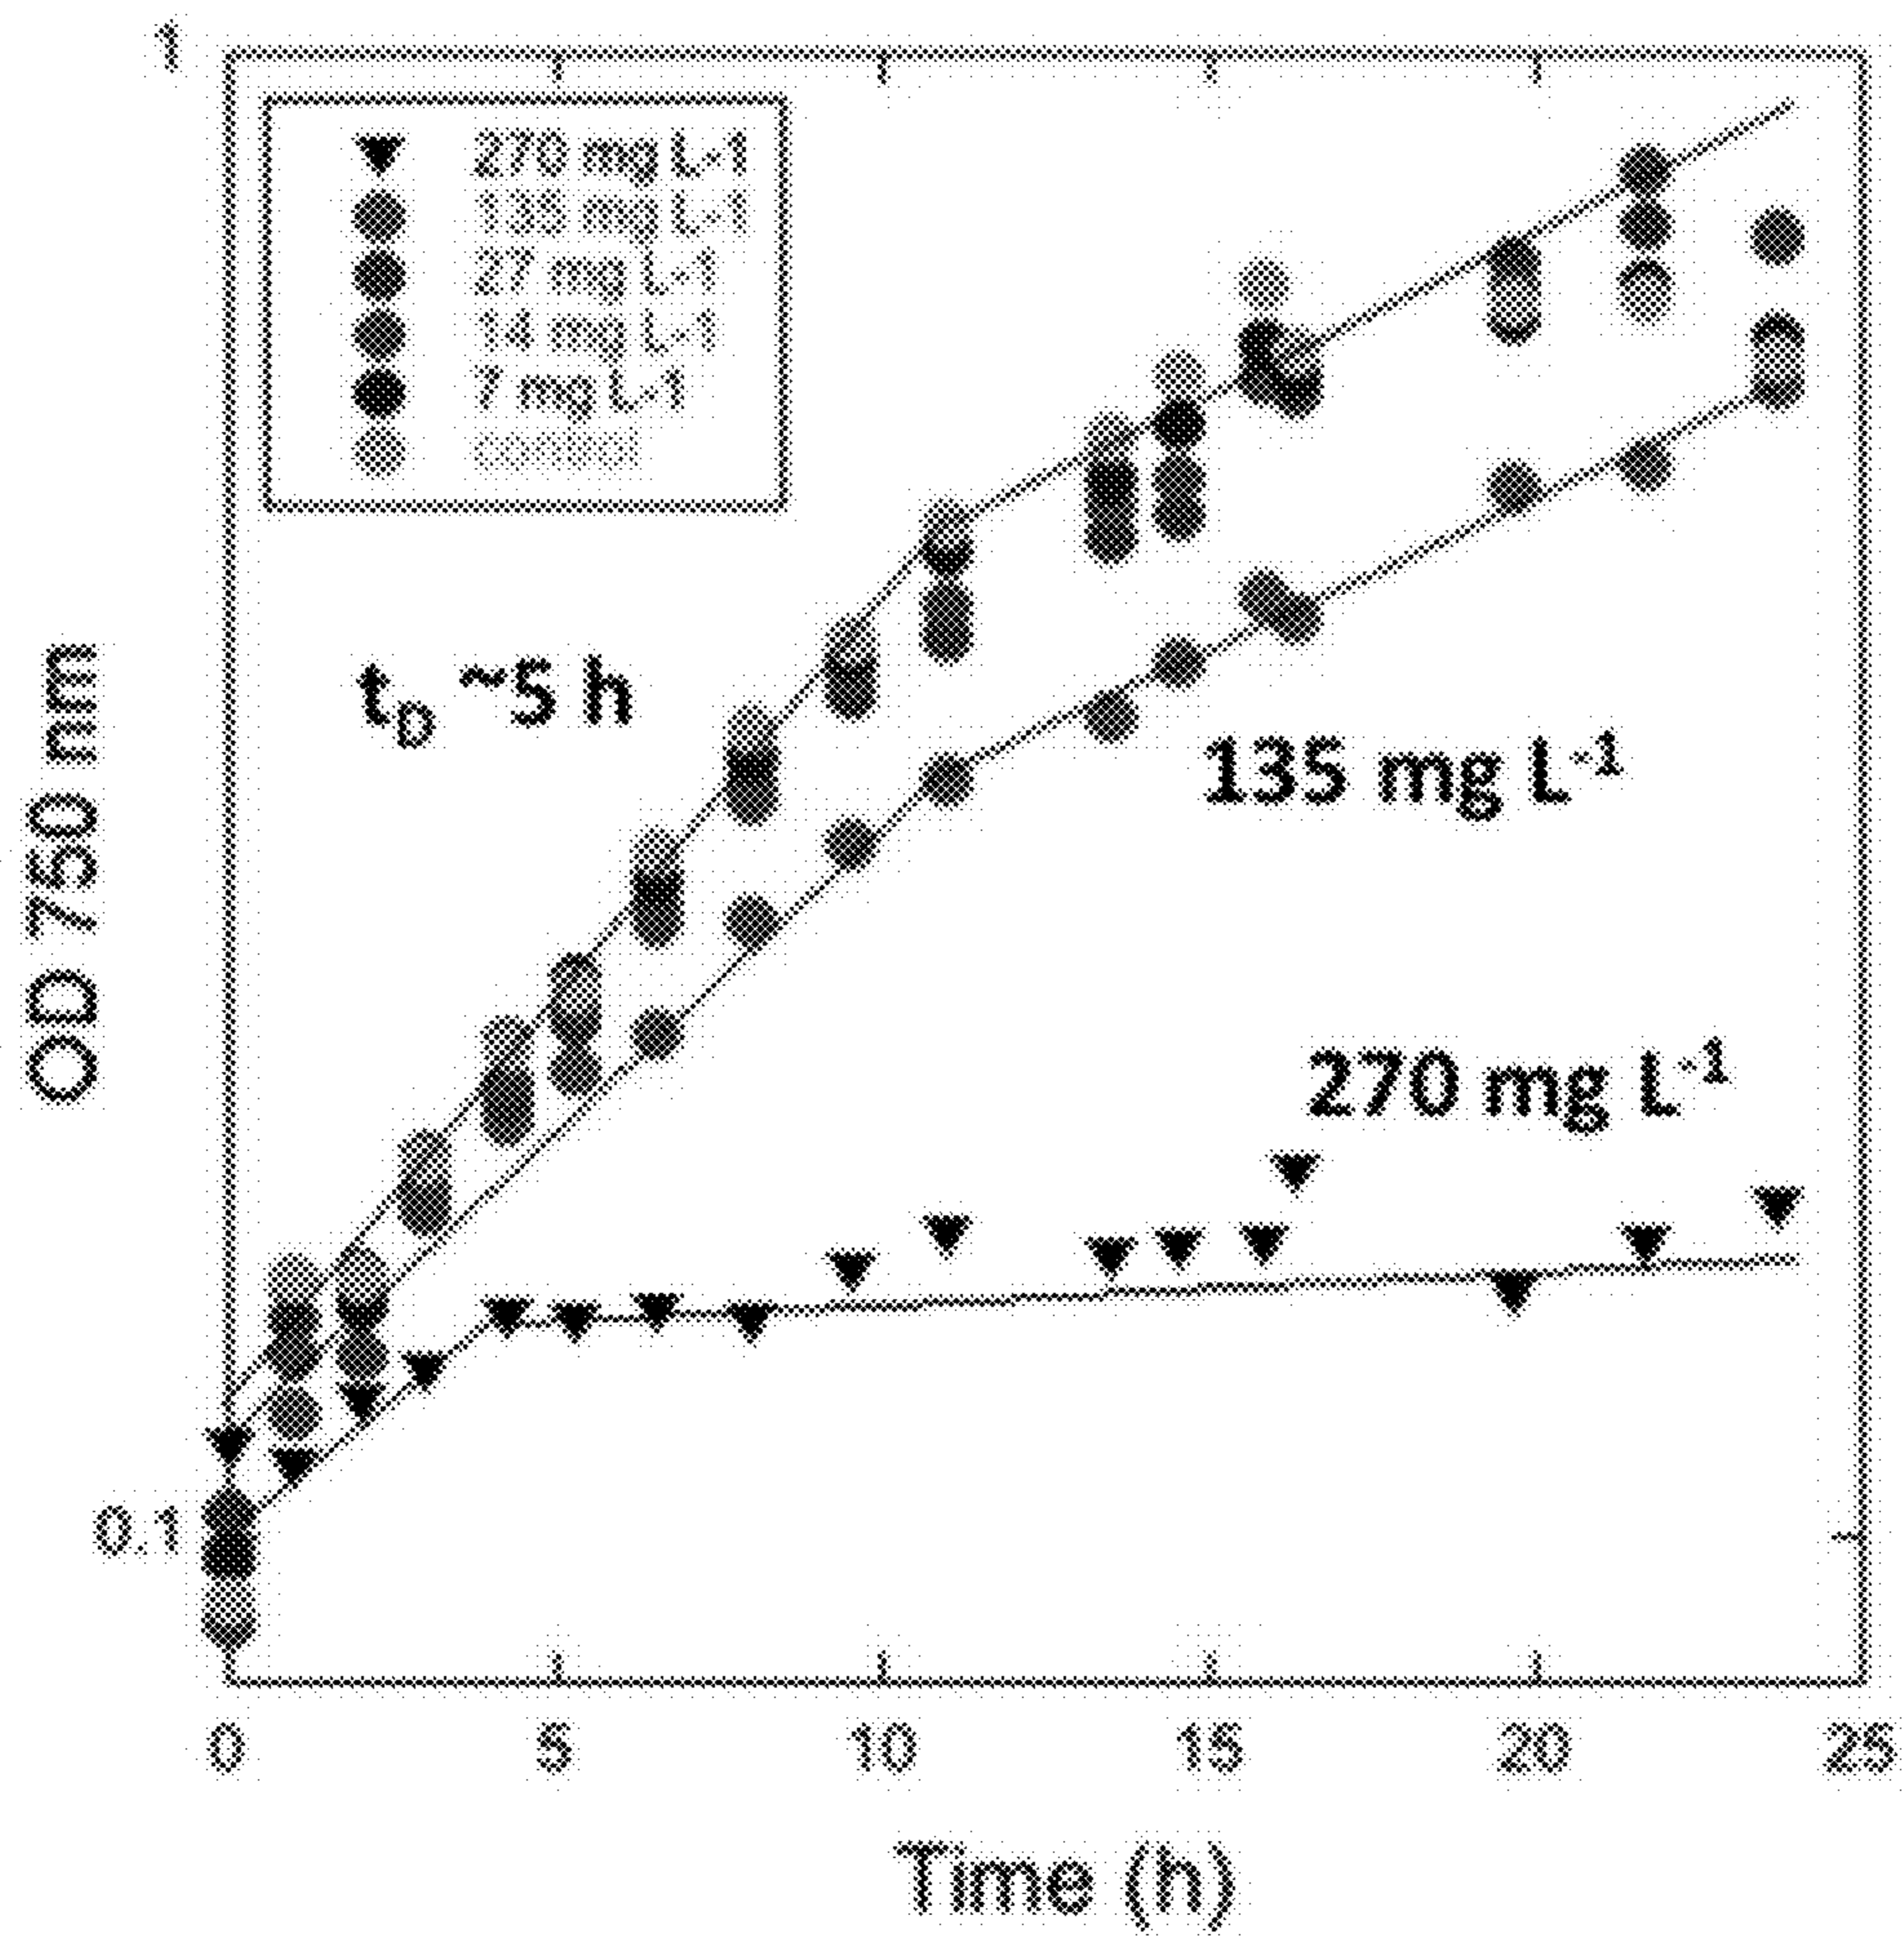 1
270 mg L-1
135 mg L-1
27 mg L-1
14 mg L-1
7 mg L-1
control
tD ~5 h
135 mg L-1
270 mg L-1
OD 750 nm
0.1
0 5 10 15 20 25
Time (h)